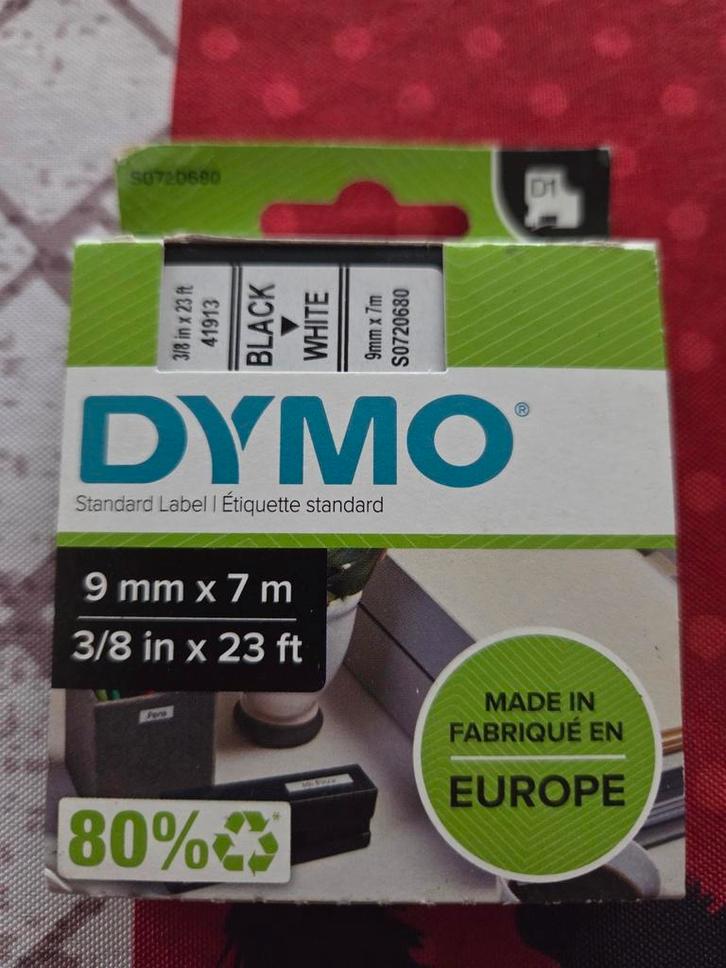 S0720680
D1
3/8 in x 23 ft
41913
BLACK
WHITE
9mm x 7m
S0720680
DYMO®
Standard Label | Étiquette standard
9 mm x 7 m
3/8 in x 23 ft
Pens
MADE IN
FABRIQUÉ EN
EUROPE
80%*